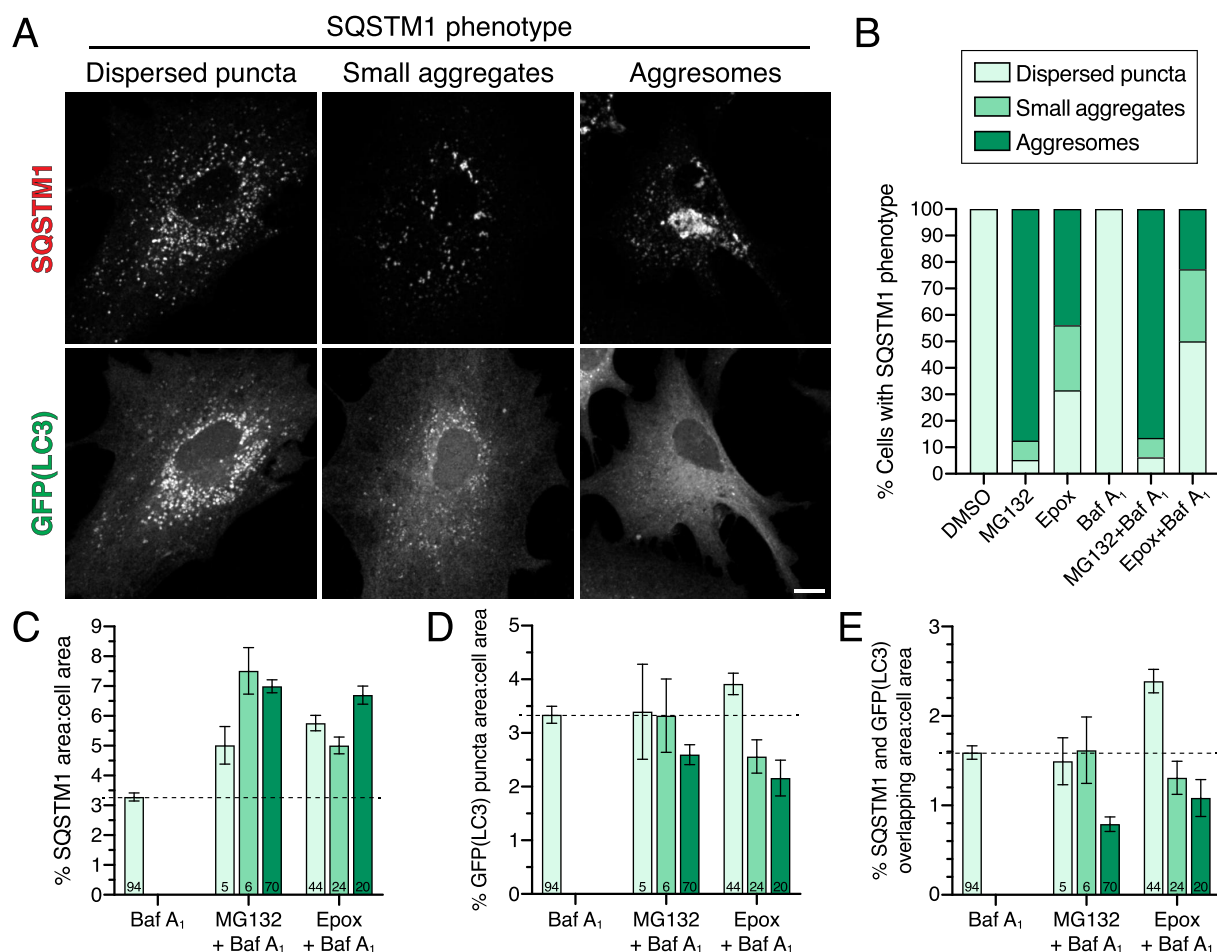 A
SQSTM1 phenotype
Dispersed puncta
Small aggregates
Aggresomes
SQSTM1
GFP(LC3)
B
Dispersed puncta
Small aggregates
Aggresomes
% Cells with SQSTM1 phenotype
100
90
80
70
60
50
40
30
20
10
0
DMSO
MG132
Epox
Baf A₁
MG132+Baf A₁
Epox+Baf A₁
C
% SQSTM1 area:cell area
9
8
7
6
5
4
3
2
1
0
94
5
6
70
44
24
20
Baf A₁
MG132
+ Baf A₁
Epox
+ Baf A₁
D
% GFP(LC3) puncta area:cell area
5
4
3
2
1
0
94
5
6
70
44
24
20
Baf A₁
MG132
+ Baf A₁
Epox
+ Baf A₁
E
% SQSTM1 and GFP(LC3)
overlapping area:cell area
3
2
1
0
94
5
6
70
44
24
20
Baf A₁
MG132
+ Baf A₁
Epox
+ Baf A₁